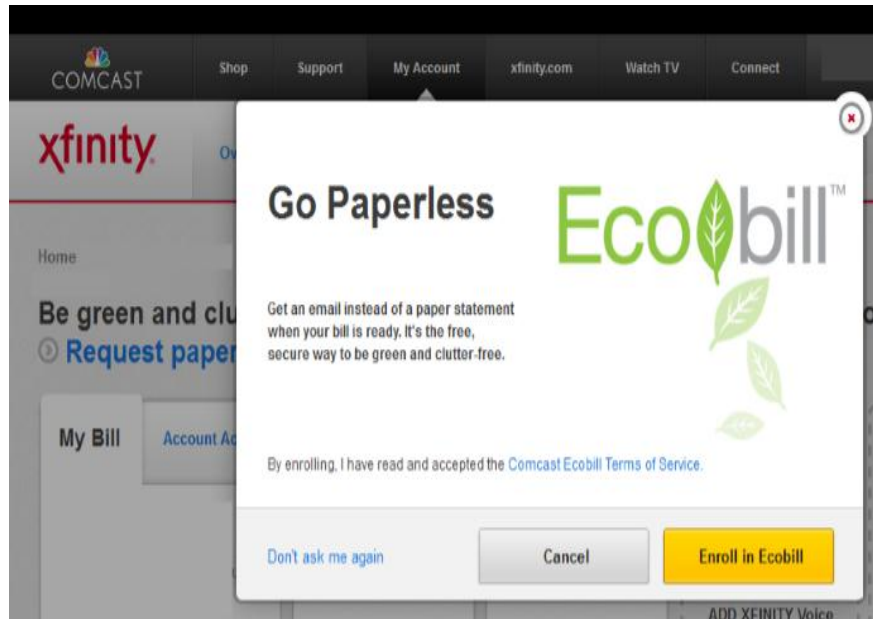 COMCAST
Shop Support My Account xfinity.com Watch TV Connect
xfinity.
Ov
Home
Be green and clu
Request paper
My Bill
Account Ac
Go Paperless
Ecobill™
Get an email instead of a paper statement
when your bill is ready. It's the free,
secure way to be green and clutter-free.
By enrolling, I have read and accepted the Comcast Ecobill Terms of Service.
Don't ask me again
Cancel
Enroll in Ecobill
ADD XFINITY Voice